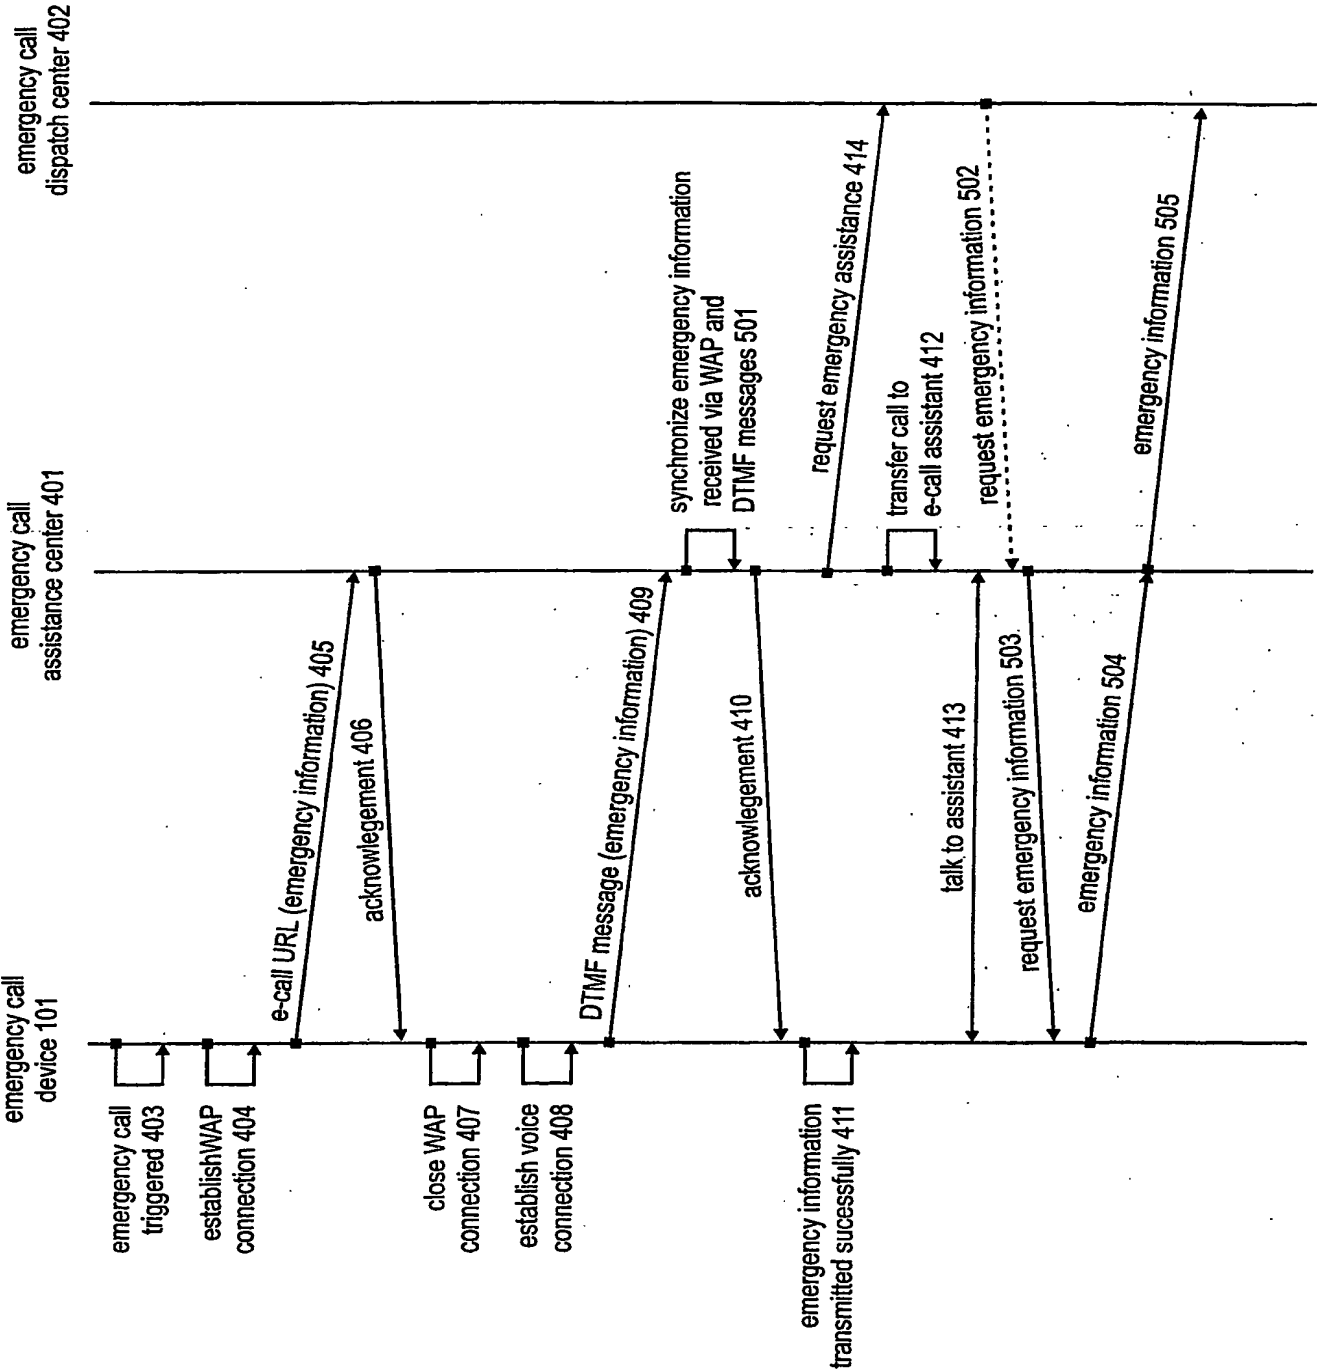 emergency call
device 101
emergency call
assistance center 401
emergency call
dispatch center 402
emergency call
triggered 403
establishWAP
connection 404
e-call URL (emergency information) 405
acknowlegement 406
close WAP
connection 407
establish voice
connection 408
DTMF message (emergency information) 409
synchronize emergency information
received via WAP and
DTMF messages 501
acknowlegement 410
emergency information
transmitted sucessfully 411
request emergency assistance 414
transfer call to
e-call assistant 412
talk to assistant 413
request emergency information 502
request emergency information 503
emergency information 504
emergency information 505